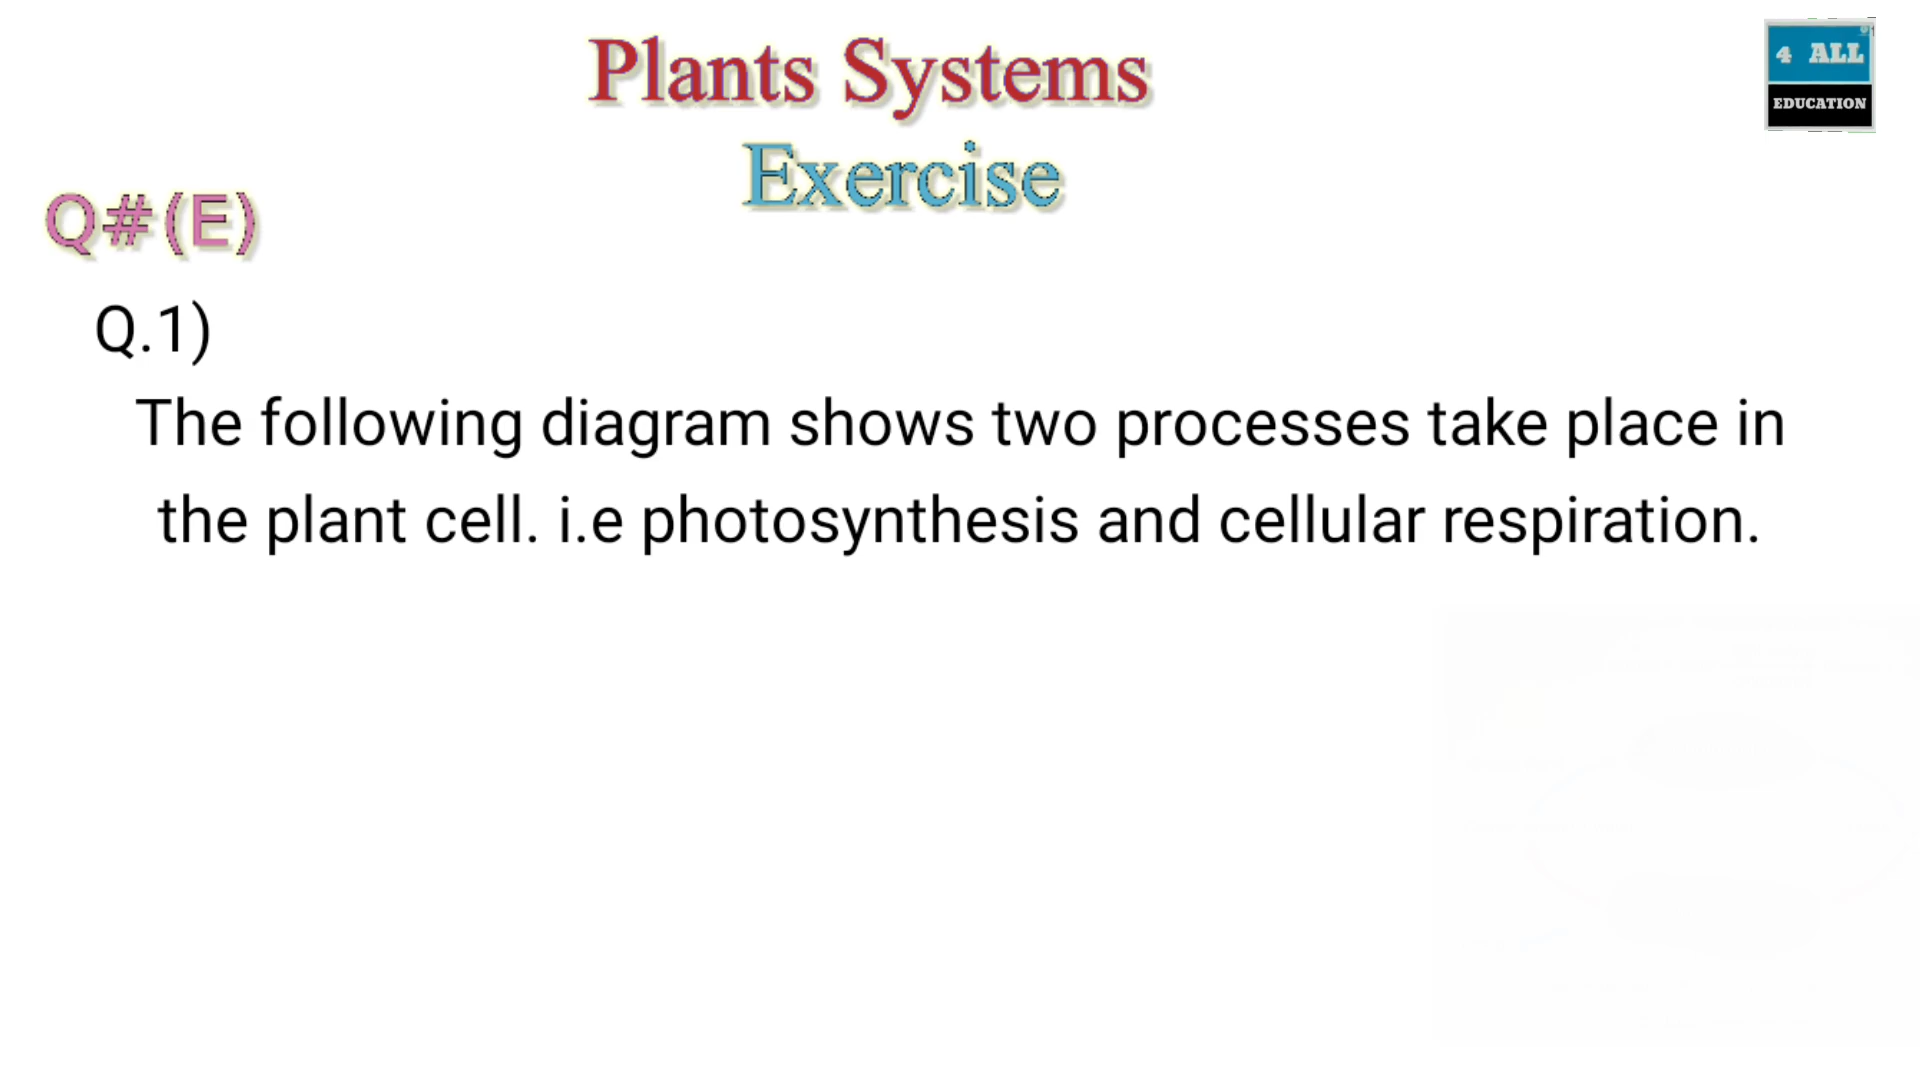 Plants Systems
4 ALL
EDUCATION
Exercise
Q#(E)
Q.1)
The following diagram shows two processes take place in
the plant cell. i.e photosynthesis and cellular respiration.